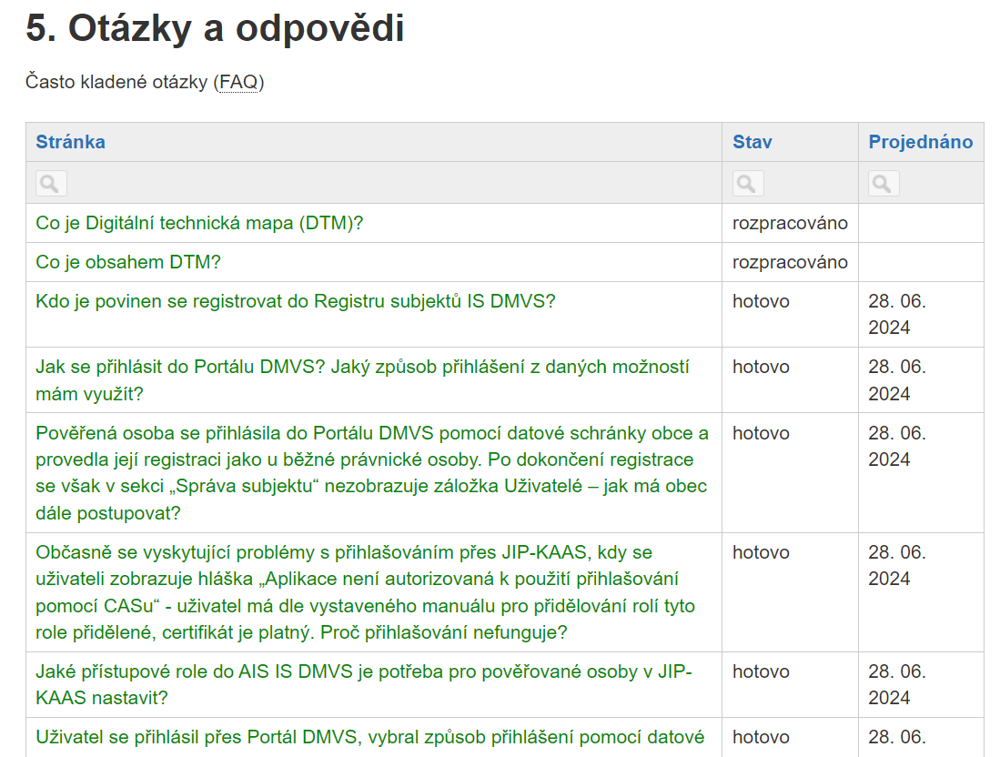 5. Otázky a odpovědi
Často kladené otázky (FAQ)
Stránka Stav Projednáno
Co je Digitální technická mapa (DTM)? rozpracováno
Co je obsahem DTM? rozpracováno
Kdo je povinen se registrovat do Registru subjektů IS DMVS? hotovo 28. 06.
2024
Jak se přihlásit do Portálu DMVS? Jaký způsob přihlášení z daných možností hotovo 28. 06.
mám využít? 2024
Pověřená osoba se přihlásila do Portálu DMVS pomocí datové schránky obce a hotovo 28. 06.
provedla její registraci jako u běžné právnické osoby. Po dokončení registrace 2024
se však v sekci „Správa subjektu“ nezobrazuje záložka Uživatelé – jak má obec
dále postupovat?
Občasně se vyskytující problémy s přihlašováním přes JIP-KAAS, kdy se hotovo 28. 06.
uživateli zobrazuje hláška „Aplikace není autorizovaná k použití přihlašování 2024
pomocí CASu“ - uživatel má dle vystaveného manuálu pro přidělování rolí tyto
role přidělené, certifikát je platný. Proč přihlašování nefunguje?
Jaké přístupové role do AIS IS DMVS je potřeba pro pověřované osoby v JIP- hotovo 28. 06.
KAAS nastavit? 2024
Uživatel se přihlásil přes Portál DMVS, vybral způsob přihlášení pomocí datové hotovo 28. 06.